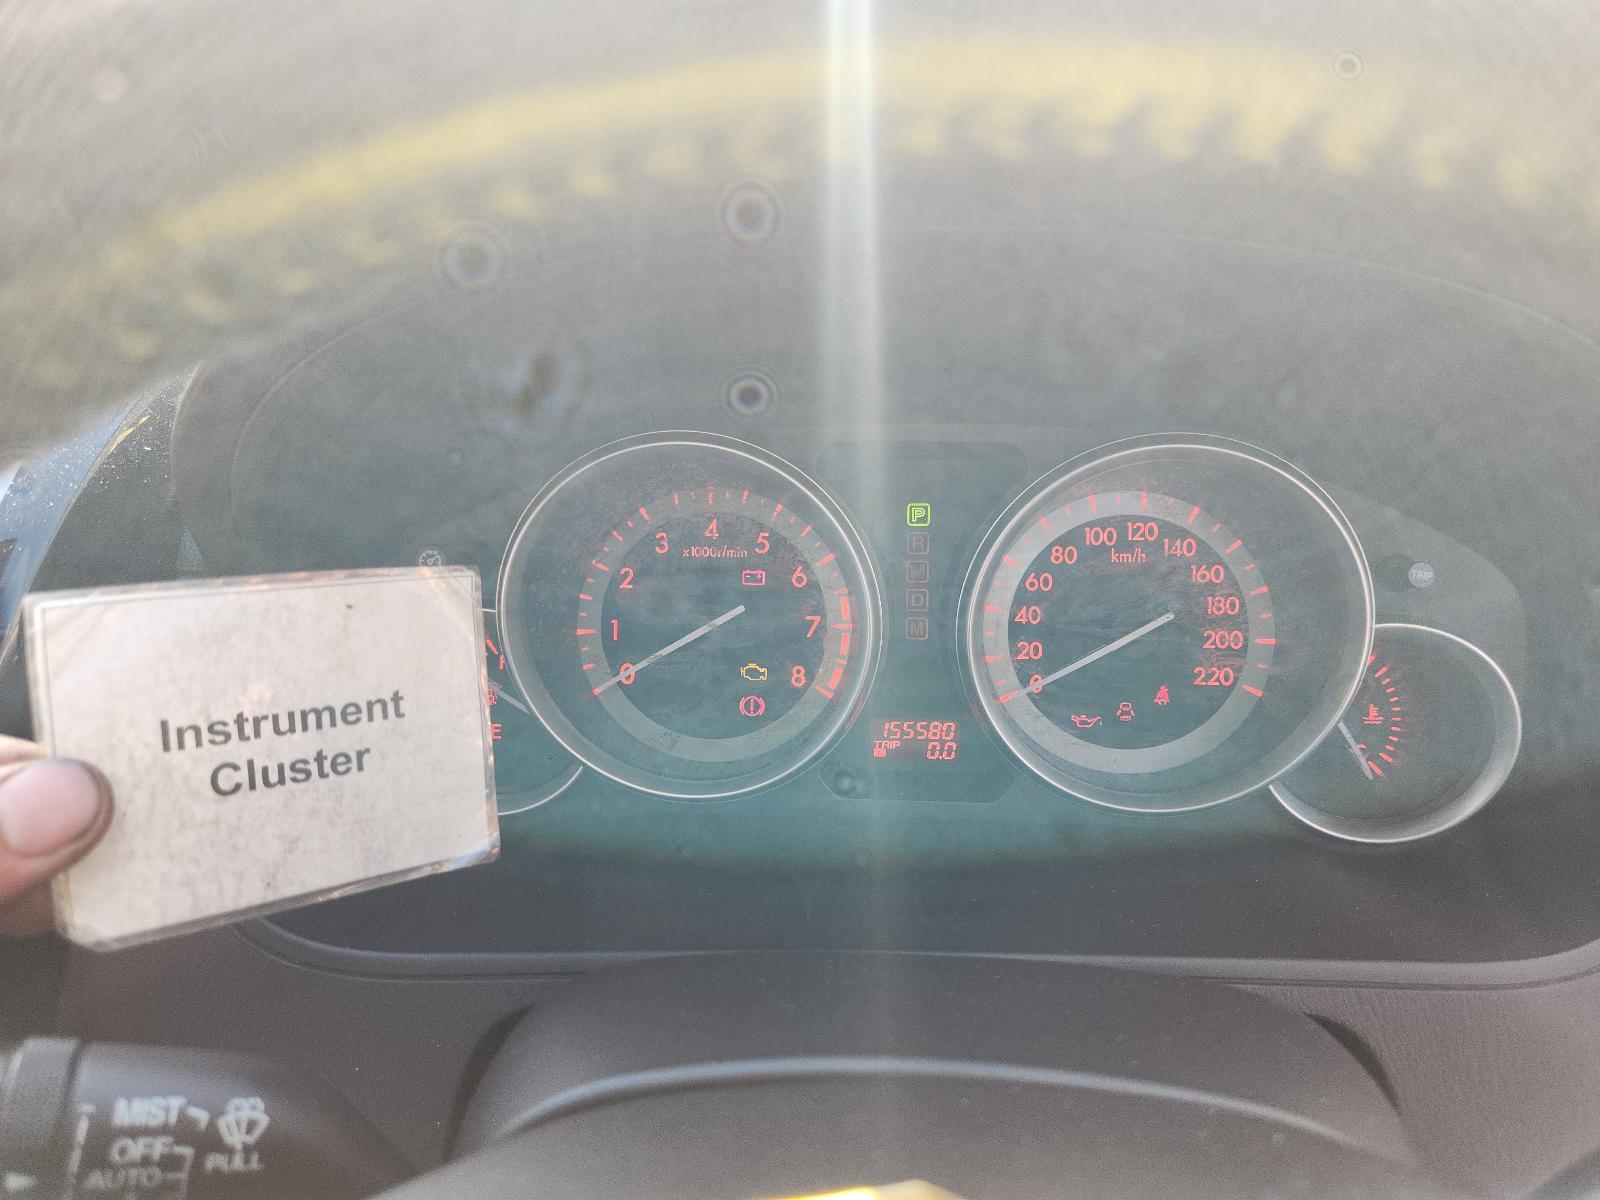 Instrument
Cluster
0
1
2
3
4
5
6
7
8
x1000r/min
P
R
N
D
M
155580
TRIP
0.0
0
20
40
60
80
100
120
140
160
180
200
220
km/h
F
E
C
TRIP
MIST
OFF
AUTO
PULL